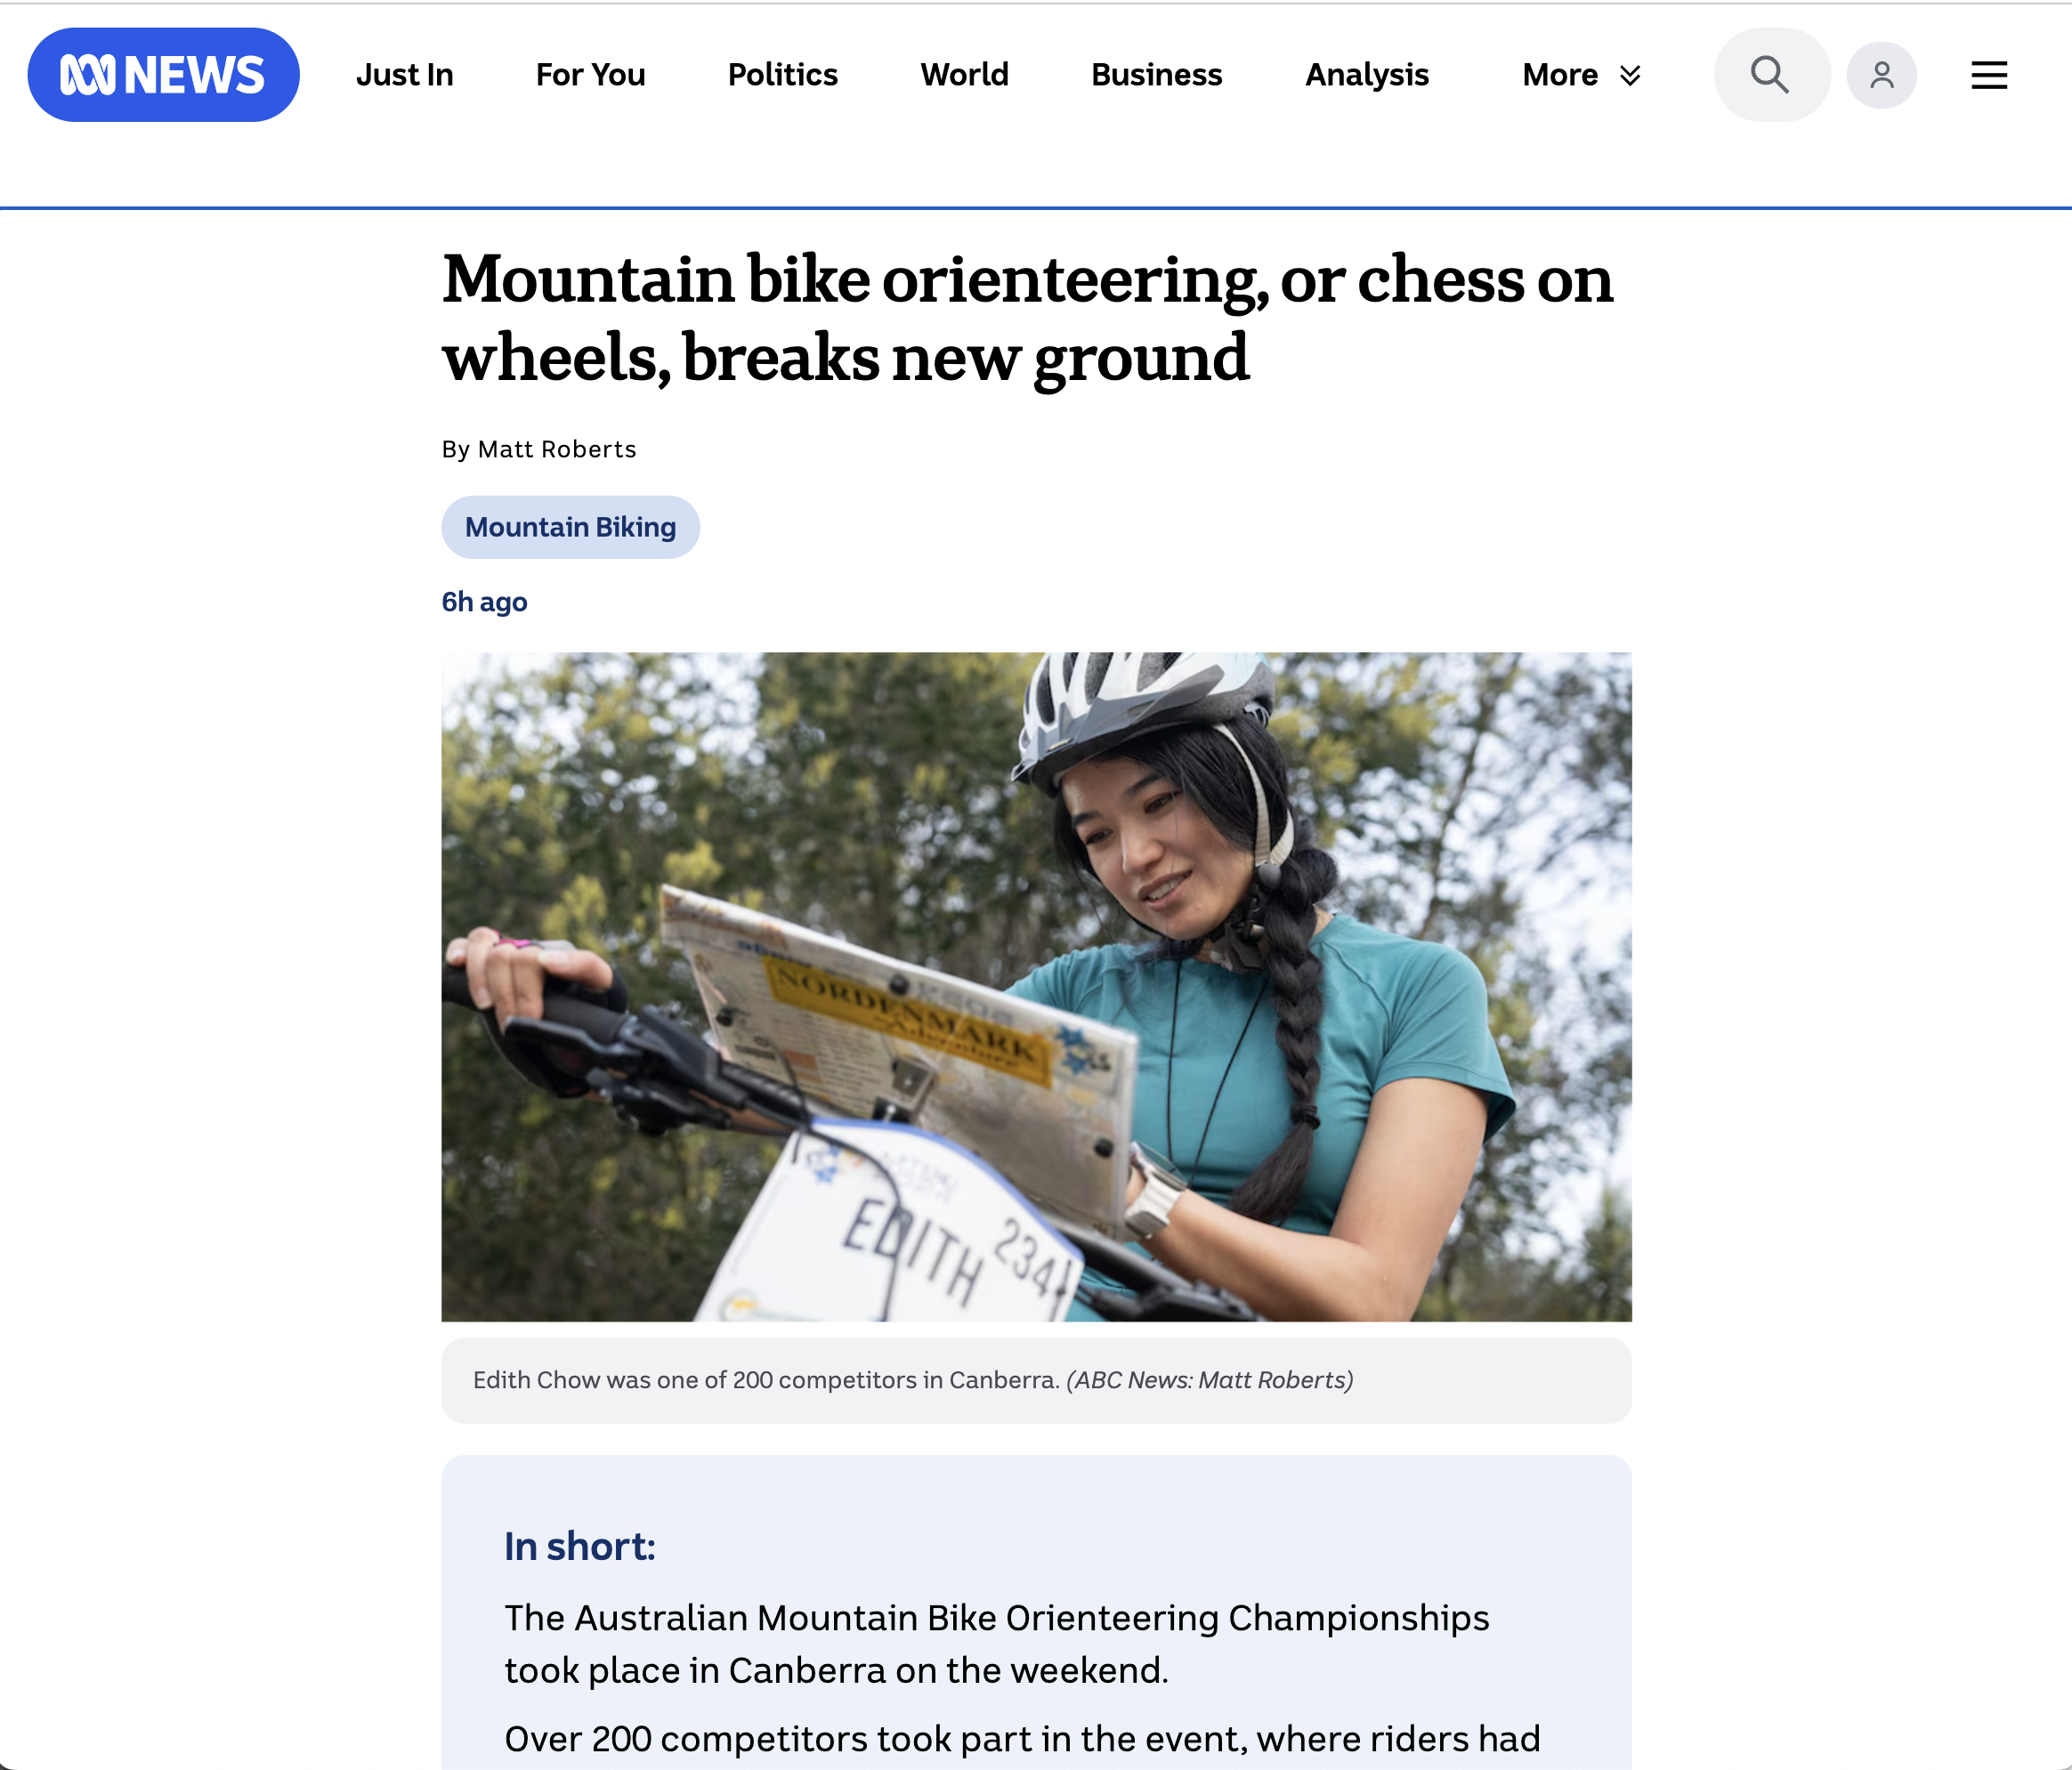 NEWS
Just In For You Politics World Business Analysis More
Mountain bike orienteering, or chess on
wheels, breaks new ground
By Matt Roberts
Mountain Biking
6h ago
NORDENMARK
Adventure
EDITH 234
Edith Chow was one of 200 competitors in Canberra. (ABC News: Matt Roberts)
In short:
The Australian Mountain Bike Orienteering Championships
took place in Canberra on the weekend.
Over 200 competitors took part in the event, where riders had